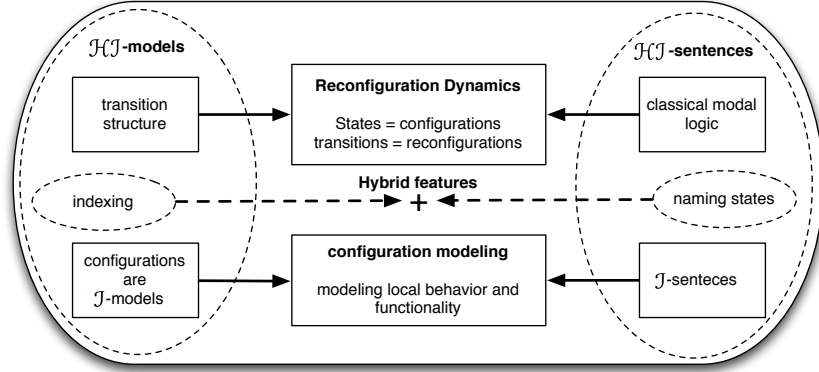 ℋℐ-models
ℋℐ-sentences
transition
structure
Reconfiguration Dynamics
States = configurations
transitions = reconfigurations
classical modal
logic
indexing
Hybrid features
+
naming states
configurations
are
ℐ-models
configuration modeling
modeling local behavior and
functionality
ℐ-senteces